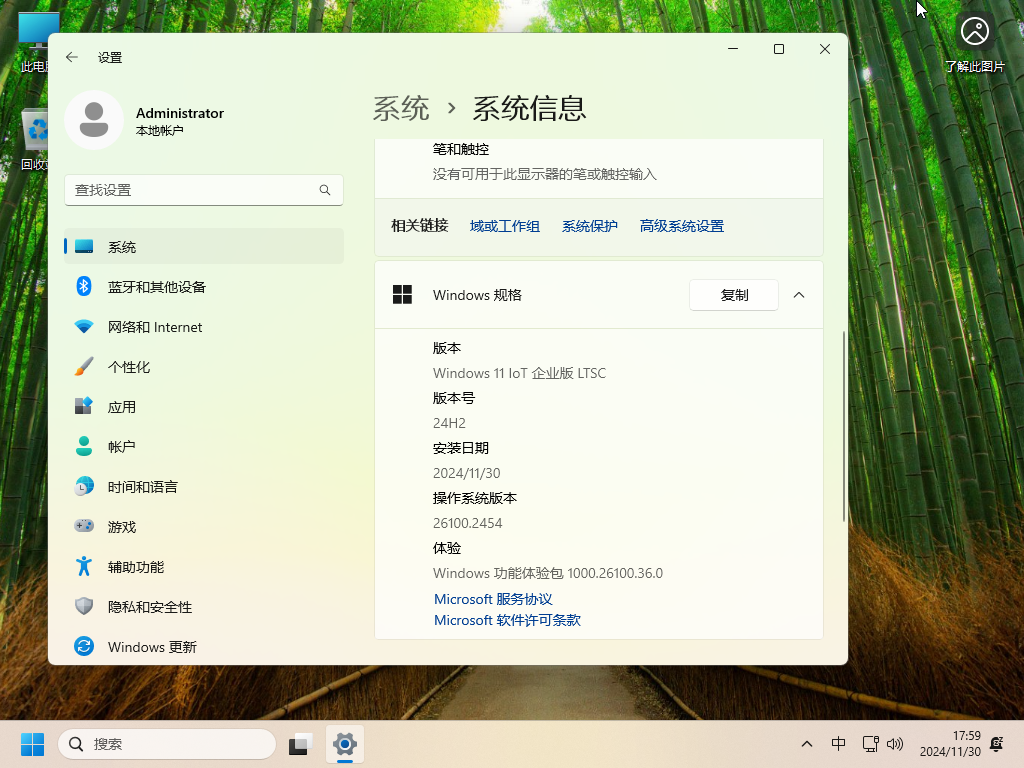 此电脑
回收站
了解此图片
设置
Administrator
本地帐户
查找设置
系统
蓝牙和其他设备
网络和 Internet
个性化
应用
帐户
时间和语言
游戏
辅助功能
隐私和安全性
Windows 更新
系统 › 系统信息
笔和触控
没有可用于此显示器的笔或触控输入
相关链接 域或工作组 系统保护 高级系统设置
Windows 规格 复制
版本
Windows 11 IoT 企业版 LTSC
版本号
24H2
安装日期
2024/11/30
操作系统版本
26100.2454
体验
Windows 功能体验包 1000.26100.36.0
Microsoft 服务协议
Microsoft 软件许可条款
搜索
中
17:59
2024/11/30